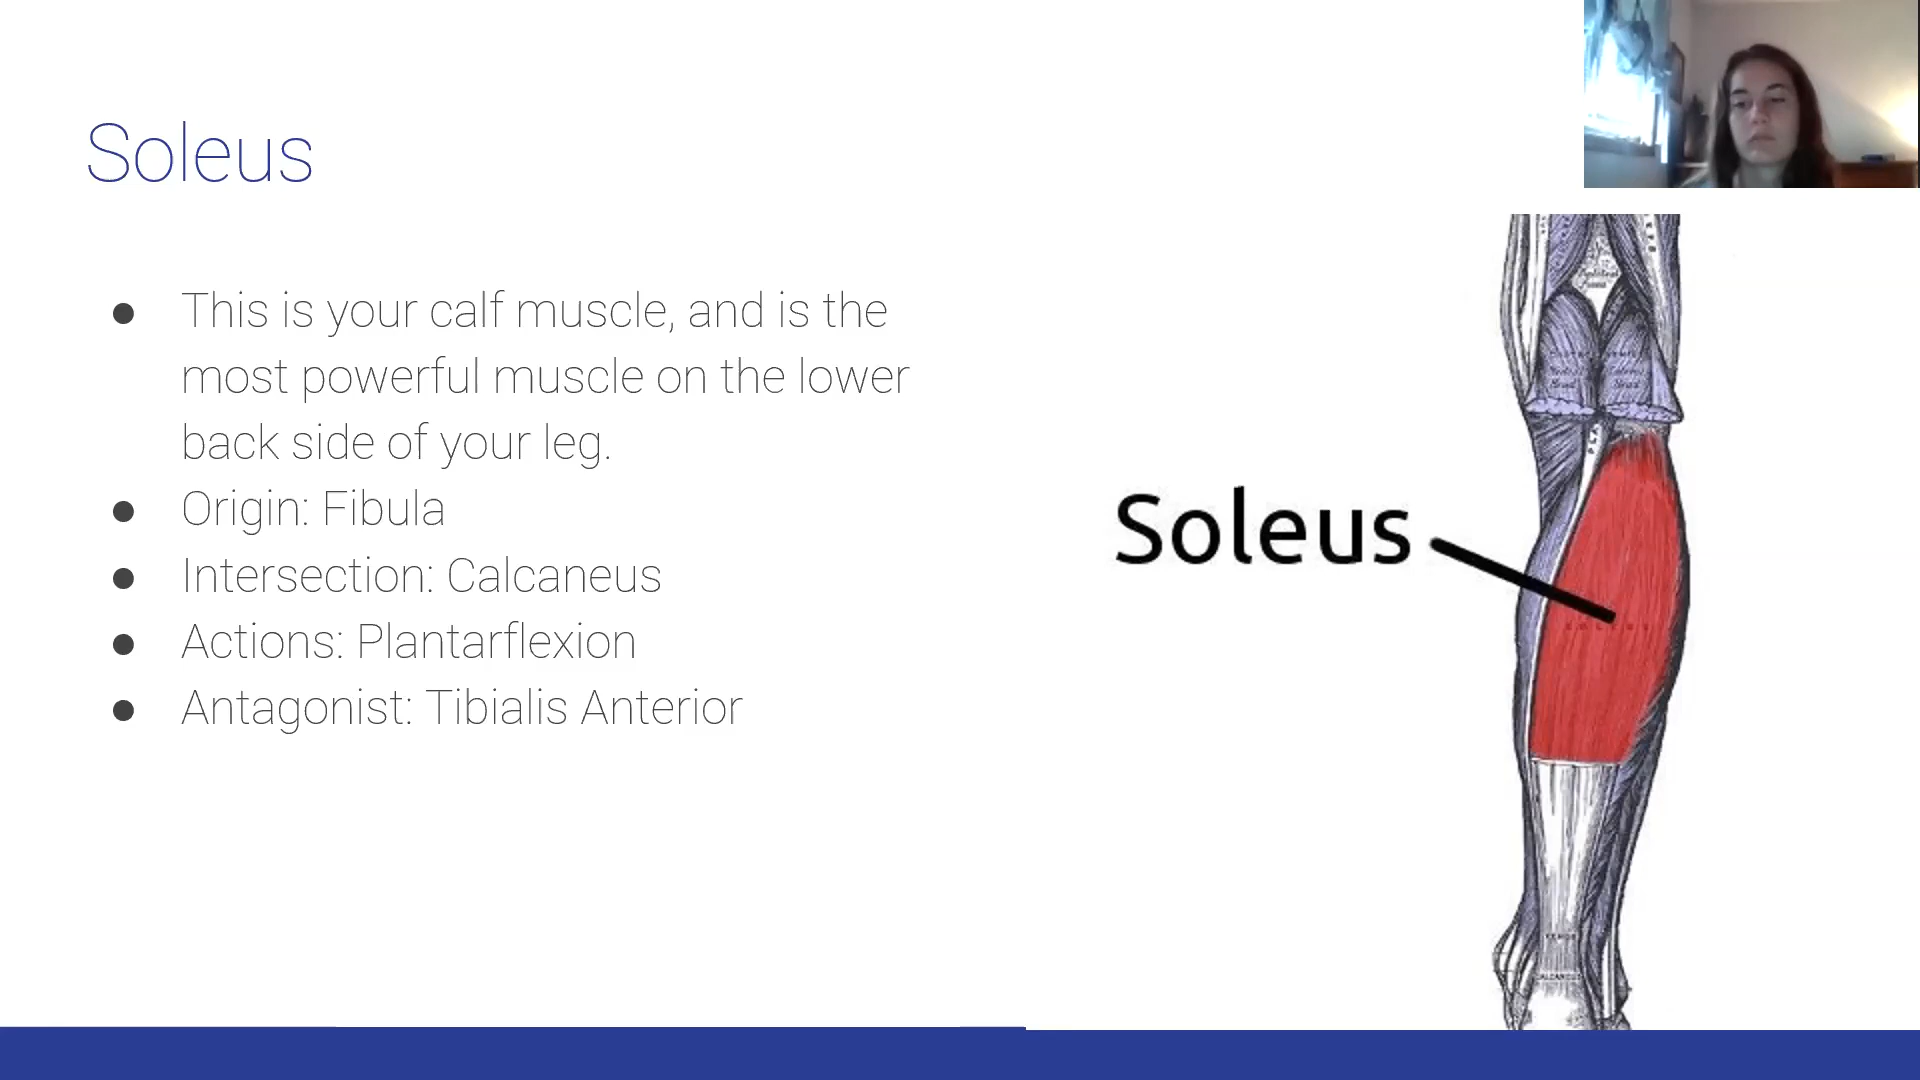 Soleus
● This is your calf muscle, and is the
most powerful muscle on the lower
back side of your leg.
● Origin: Fibula
● Intersection: Calcaneus
● Actions: Plantarflexion
● Antagonist: Tibialis Anterior
Soleus